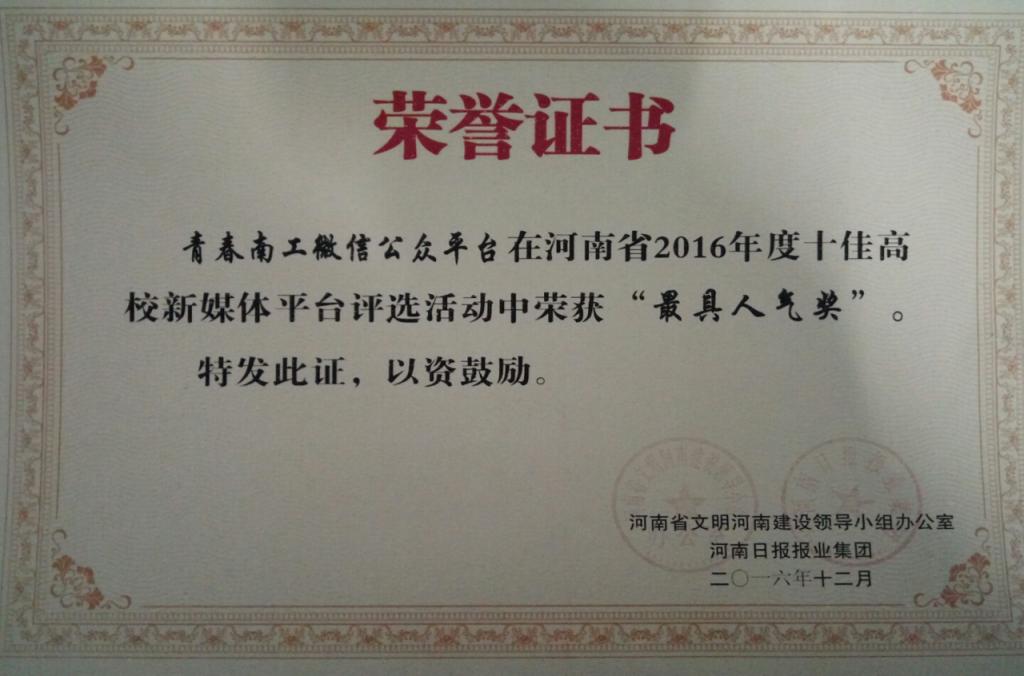 荣誉证书
青春南工微信公众平台在河南省2016年度十佳高
校新媒体平台评选活动中荣获“最具人气奖”。
特发此证，以资鼓励。
河南省文明河南建设领导小组办公室
河南日报报业集团
二〇一六年十二月